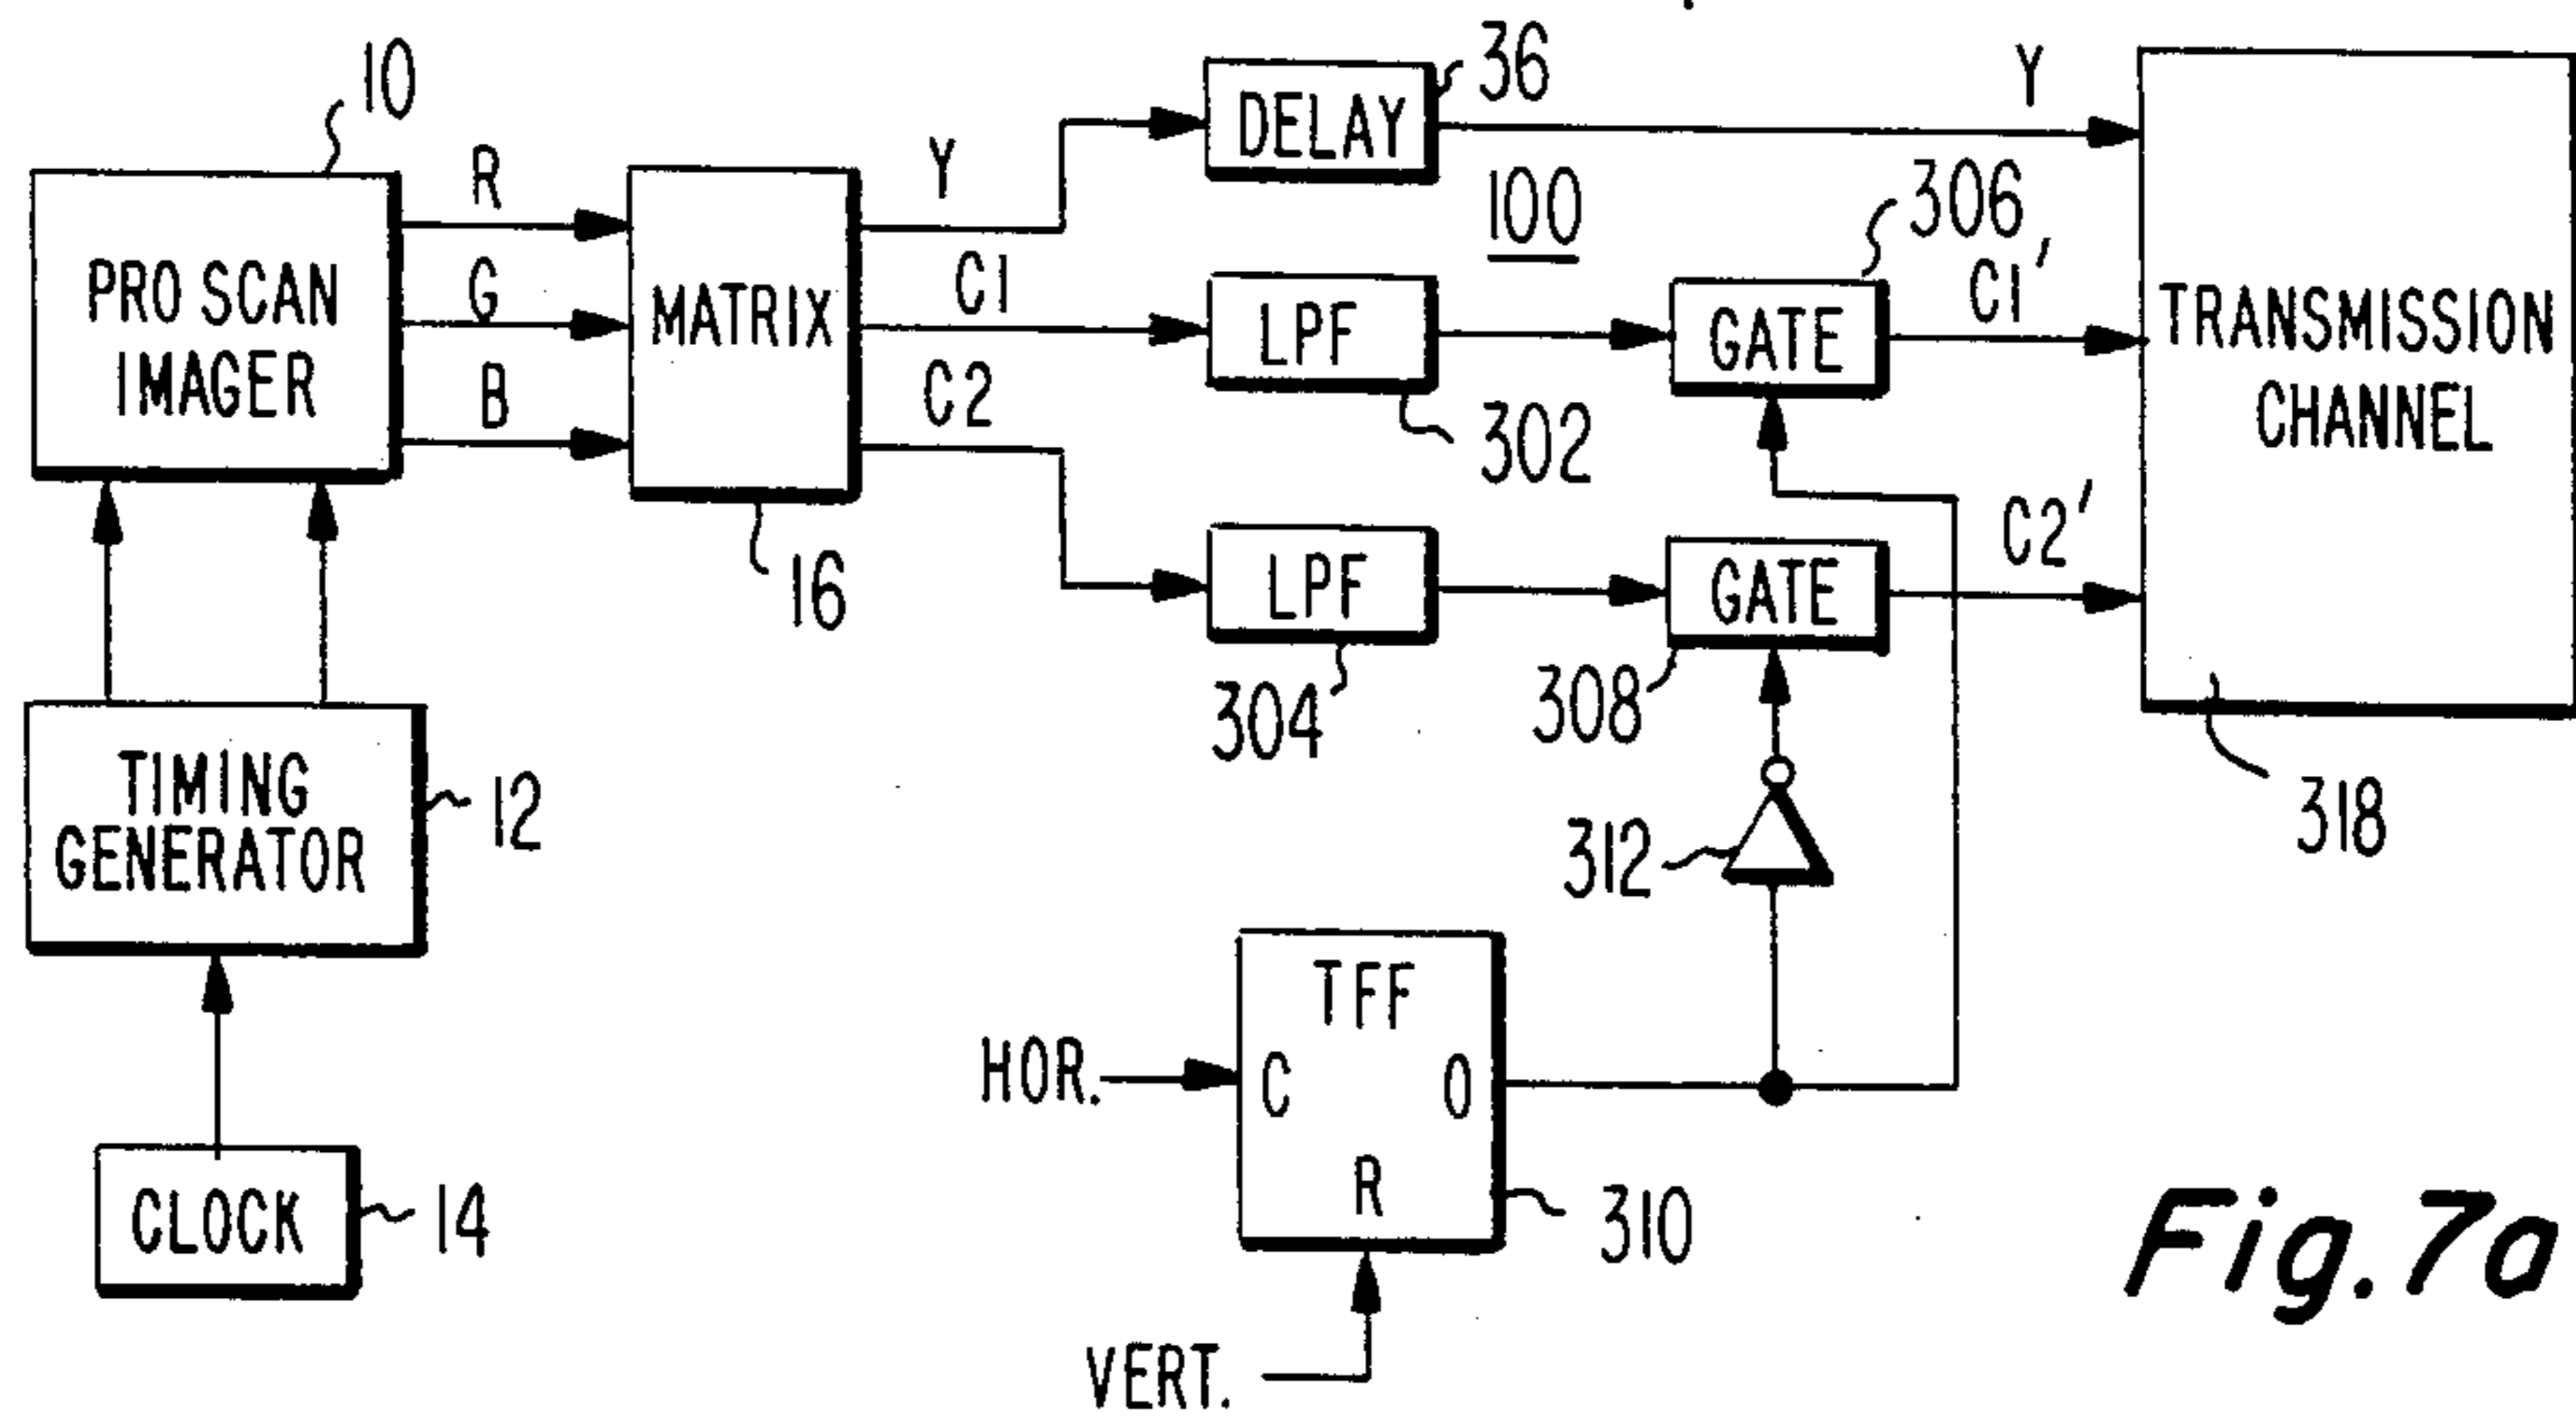 10
PRO SCAN
IMAGER
R
G
B
MATRIX
16
Y
C1
C2
DELAY
36
100
LPF
302
LPF
304
GATE
306
GATE
308
Y
C1'
C2'
TRANSMISSION
CHANNEL
318
TIMING
GENERATOR
12
CLOCK
14
312
HOR.
TFF
C
O
R
310
VERT.
Fig. 7a